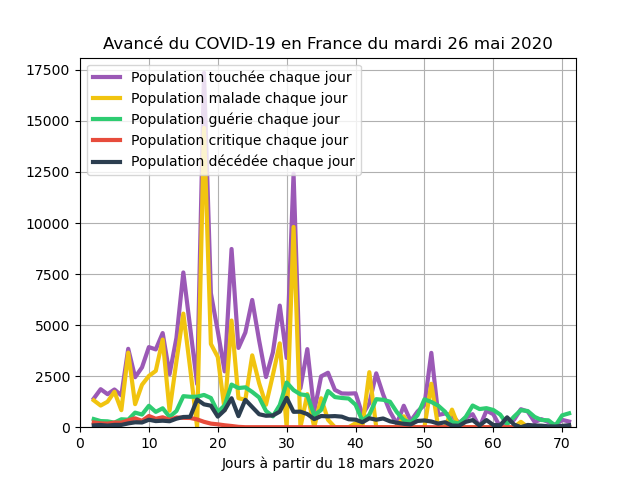 Avancé du COVID-19 en France du mardi 26 mai 2020
17500
15000
12500
10000
7500
5000
2500
0
Population touchée chaque jour
Population malade chaque jour
Population guérie chaque jour
Population critique chaque jour
Population décédée chaque jour
0 10 20 30 40 50 60 70
Jours à partir du 18 mars 2020